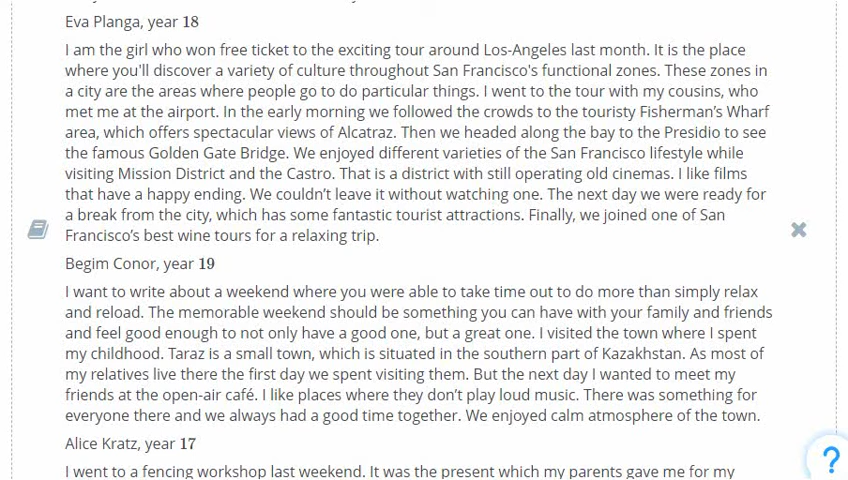 Eva Planga, year 18
I am the girl who won free ticket to the exciting tour around Los-Angeles last month. It is the place
where you'll discover a variety of culture throughout San Francisco's functional zones. These zones in
a city are the areas where people go to do particular things. I went to the tour with my cousins, who
met me at the airport. In the early morning we followed the crowds to the touristy Fisherman’s Wharf
area, which offers spectacular views of Alcatraz. Then we headed along the bay to the Presidio to see
the famous Golden Gate Bridge. We enjoyed different varieties of the San Francisco lifestyle while
visiting Mission District and the Castro. That is a district with still operating old cinemas. I like films
that have a happy ending. We couldn’t leave it without watching one. The next day we were ready for
a break from the city, which has some fantastic tourist attractions. Finally, we joined one of San
Francisco’s best wine tours for a relaxing trip.
Begim Conor, year 19
I want to write about a weekend where you were able to take time out to do more than simply relax
and reload. The memorable weekend should be something you can have with your family and friends
and feel good enough to not only have a good one, but a great one. I visited the town where I spent
my childhood. Taraz is a small town, which is situated in the southern part of Kazakhstan. As most of
my relatives live there the first day we spent visiting them. But the next day I wanted to meet my
friends at the open-air café. I like places where they don’t play loud music. There was something for
everyone there and we always had a good time together. We enjoyed calm atmosphere of the town.
Alice Kratz, year 17
I went to a fencing workshop last weekend. It was the present which my parents gave me for my
?